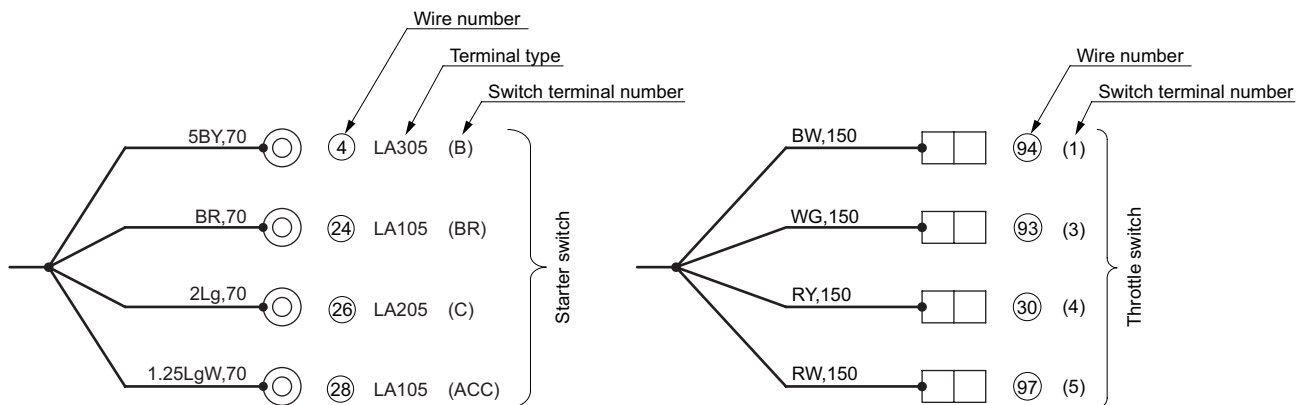 Wire number
Terminal type
Switch terminal number
5BY,70 4 LA305 (B)
BR,70 24 LA105 (BR)
2Lg,70 26 LA205 (C)
1.25LgW,70 28 LA105 (ACC)
Starter switch
Wire number
Switch terminal number
BW,150 94 (1)
WG,150 93 (3)
RY,150 30 (4)
RW,150 97 (5)
Throttle switch